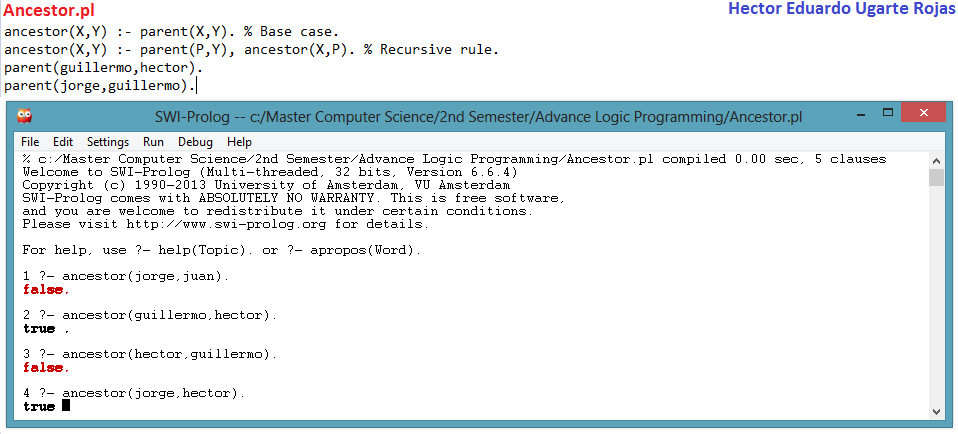 Ancestor.pl
Hector Eduardo Ugarte Rojas
ancestor(X,Y) :- parent(X,Y). % Base case.
ancestor(X,Y) :- parent(P,Y), ancestor(X,P). % Recursive rule.
parent(guillermo,hector).
parent(jorge,guillermo).
SWI-Prolog -- c:/Master Computer Science/2nd Semester/Advance Logic Programming/Ancestor.pl
File Edit Settings Run Debug Help
% c:/Master Computer Science/2nd Semester/Advance Logic Programming/Ancestor.pl compiled 0.00 sec, 5 clauses
Welcome to SWI-Prolog (Multi-threaded, 32 bits, Version 6.6.4)
Copyright (c) 1990-2013 University of Amsterdam, VU Amsterdam
SWI-Prolog comes with ABSOLUTELY NO WARRANTY. This is free software,
and you are welcome to redistribute it under certain conditions.
Please visit http://www.swi-prolog.org for details.
For help, use ?- help(Topic). or ?- apropos(Word).
1 ?- ancestor(jorge,juan).
false.
2 ?- ancestor(guillermo,hector).
true .
3 ?- ancestor(hector,guillermo).
false.
4 ?- ancestor(jorge,hector).
true